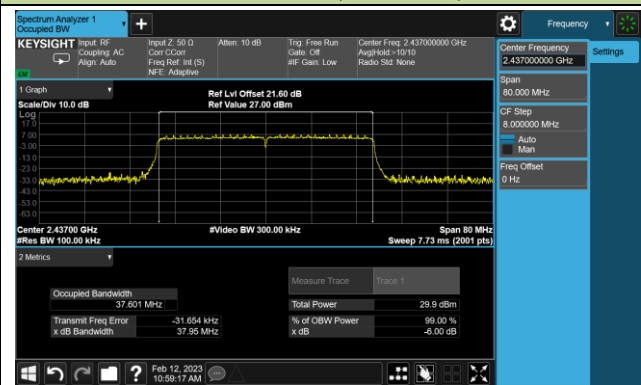 Spectrum Analyzer 1
Occupied BW
+
Frequency
KEYSIGHT
Input: RF
Coupling: AC
Align: Auto
Input Z: 50 Ω
Corr CCorr
Freq Ref: Int (S)
NFE: Adaptive
Atten: 10 dB
Trig: Free Run
Gate: Off
#IF Gain: Low
Center Freq: 2.437000000 GHz
Avg|Hold:>10/10
Radio Std: None
Center Frequency
2.437000000 GHz
Settings
Span
80.000 MHz
CF Step
8.000000 MHz
Auto
Man
Freq Offset
0 Hz
1 Graph
Scale/Div 10.0 dB
Ref Lvl Offset 21.60 dB
Ref Value 27.00 dBm
Log
17.0
7.00
-3.00
-13.0
-23.0
-33.0
-43.0
-53.0
-63.0
Center 2.43700 GHz
#Res BW 100.00 kHz
#Video BW 300.00 kHz
Span 80 MHz
Sweep 7.73 ms (2001 pts)
2 Metrics
Measure Trace
Trace 1
Occupied Bandwidth
37.601 MHz
Total Power
29.9 dBm
Transmit Freq Error
-31.654 kHz
% of OBW Power
99.00 %
x dB Bandwidth
37.95 MHz
x dB
-6.00 dB
?
Feb 12, 2023
10:59:17 AM